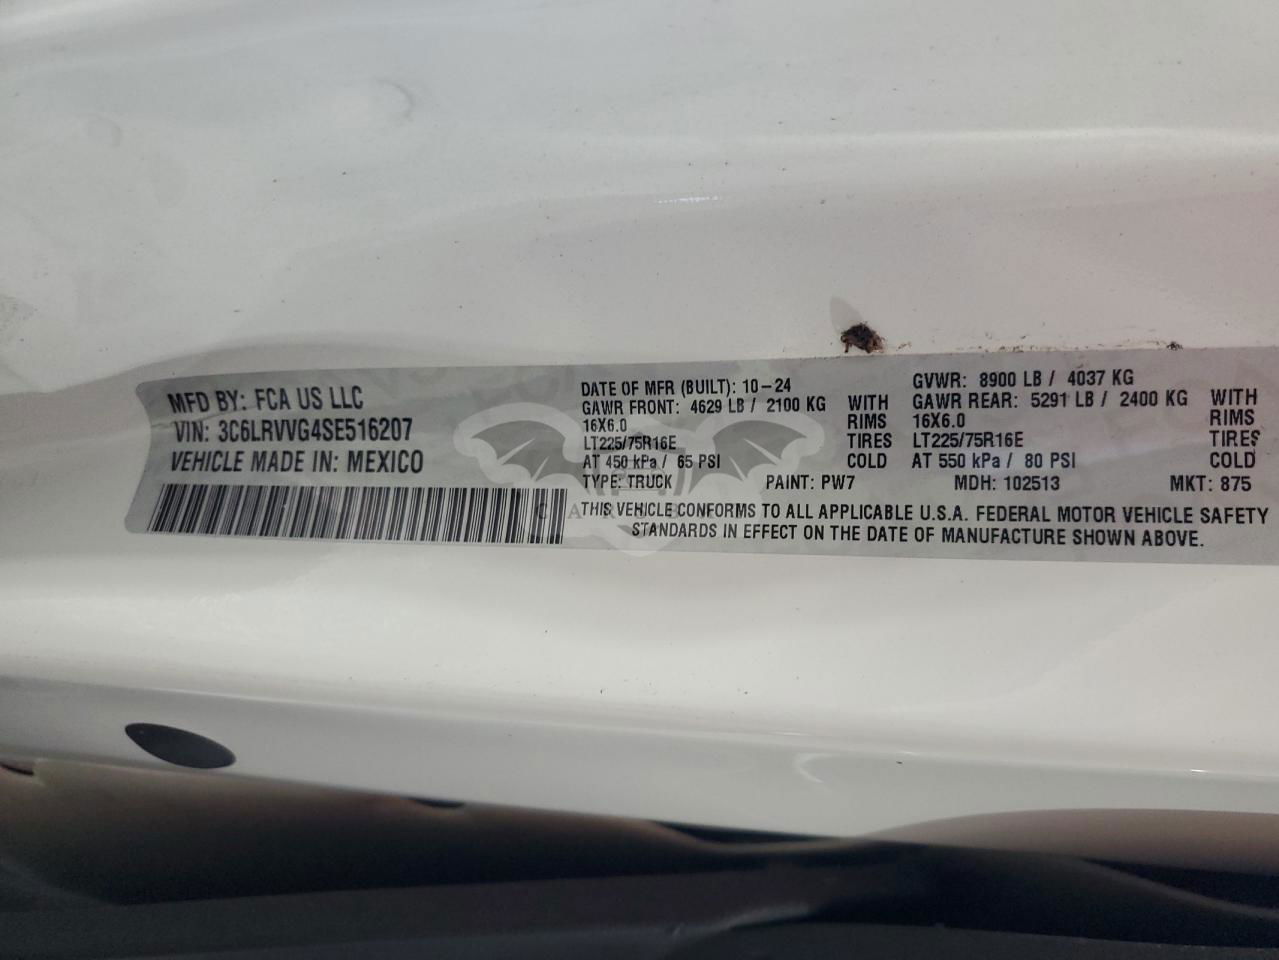 MFD BY: FCA US LLC
VIN: 3C6LRVVG4SE516207
VEHICLE MADE IN: MEXICO
DATE OF MFR (BUILT): 10-24
GAWR FRONT: 4629 LB / 2100 KG WITH
16X6.0 RIMS
LT225/75R16E TIRES
AT 450 kPa / 65 PSI COLD
GVWR: 8900 LB / 4037 KG
GAWR REAR: 5291 LB / 2400 KG WITH
16X6.0 RIMS
LT225/75R16E TIRES
AT 550 kPa / 80 PSI COLD
TYPE: TRUCK PAINT: PW7 MDH: 102513 MKT: 875
THIS VEHICLE CONFORMS TO ALL APPLICABLE U.S.A. FEDERAL MOTOR VEHICLE SAFETY
STANDARDS IN EFFECT ON THE DATE OF MANUFACTURE SHOWN ABOVE.